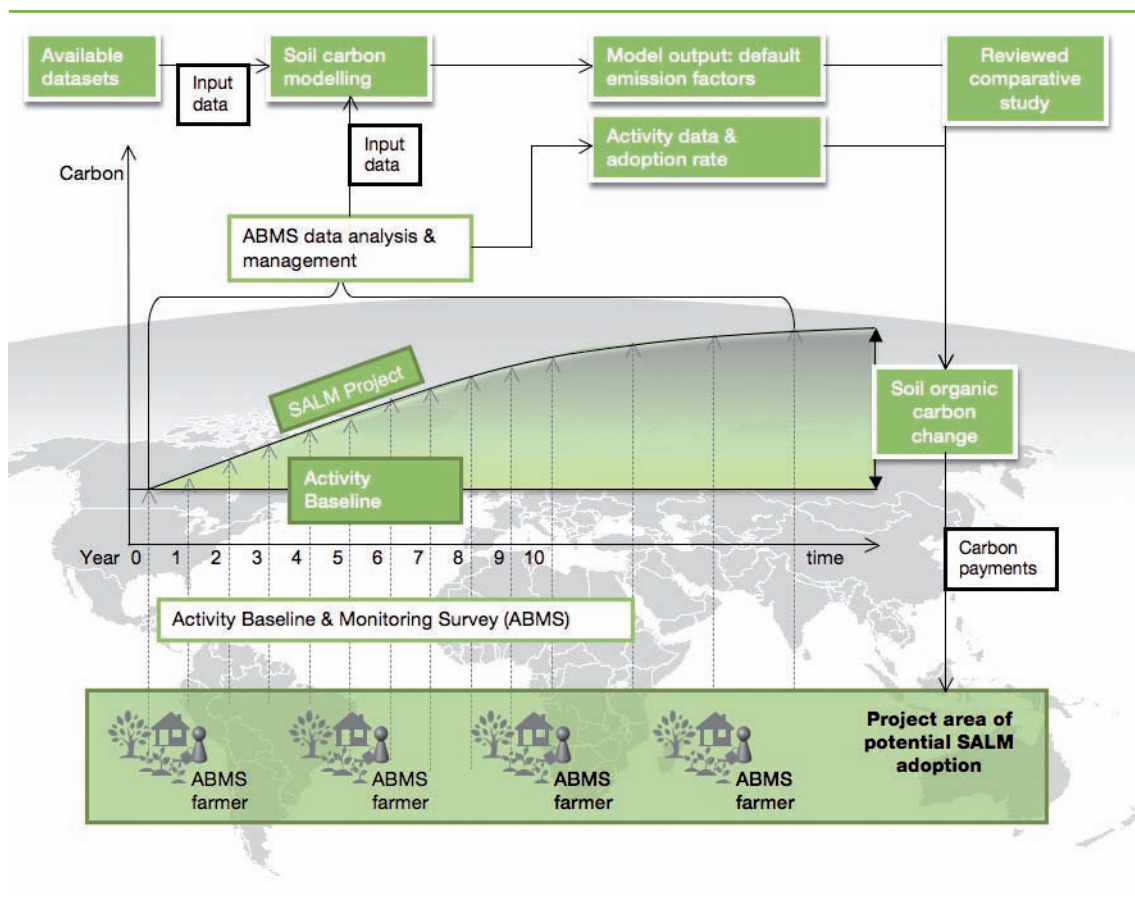 Available
datasets
Input
data
Soil carbon
modelling
Model output: default
emission factors
Reviewed
comparative
study
Input
data
Activity data &
adoption rate
Carbon
ABMS data analysis &
management
SALM Project
Activity
Baseline
Soil organic
carbon
change
Year 0 1 2 3 4 5 6 7 8 9 10 time
Carbon
payments
Activity Baseline & Monitoring Survey (ABMS)
ABMS
farmer
ABMS
farmer
ABMS
farmer
ABMS
farmer
Project area of
potential SALM
adoption